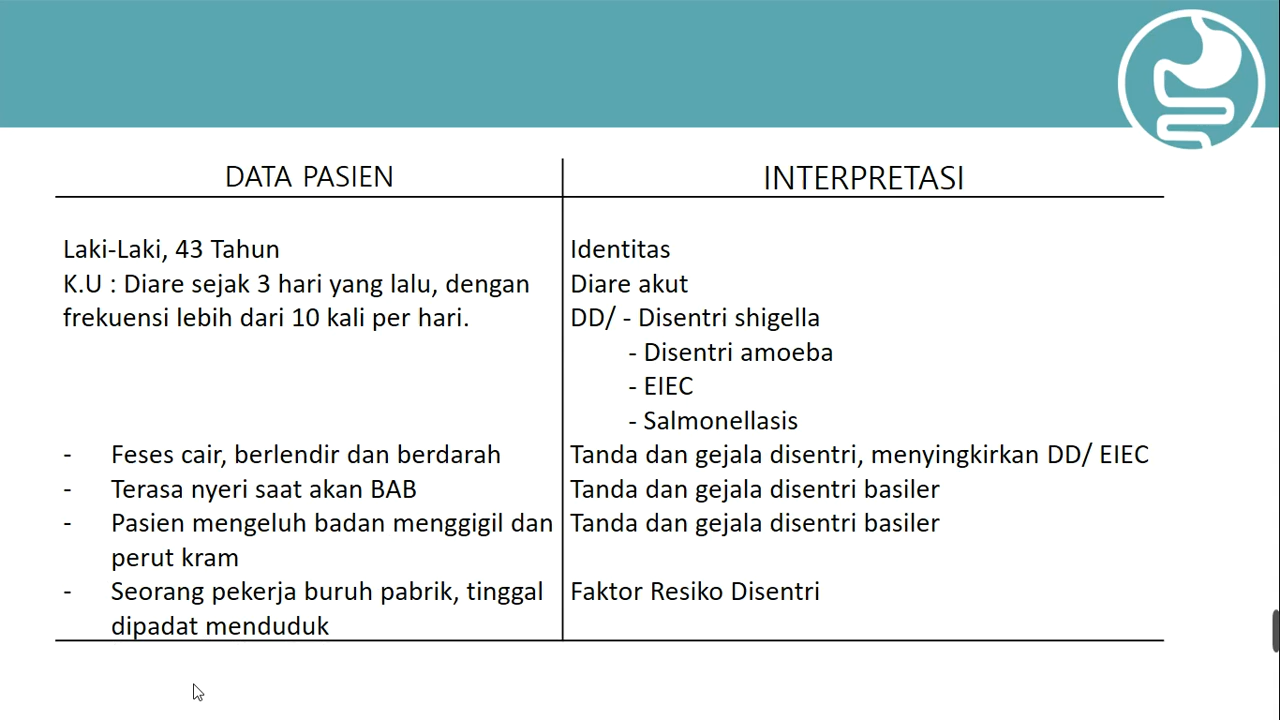 DATA PASIEN
INTERPRETASI
Laki-Laki, 43 Tahun
Identitas
K.U : Diare sejak 3 hari yang lalu, dengan
Diare akut
frekuensi lebih dari 10 kali per hari.
DD/ - Disentri shigella
- Disentri amoeba
- EIEC
- Salmonellasis
- Feses cair, berlendir dan berdarah
Tanda dan gejala disentri, menyingkirkan DD/ EIEC
- Terasa nyeri saat akan BAB
Tanda dan gejala disentri basiler
- Pasien mengeluh badan menggigil dan
Tanda dan gejala disentri basiler
perut kram
- Seorang pekerja buruh pabrik, tinggal
Faktor Resiko Disentri
dipadat menduduk